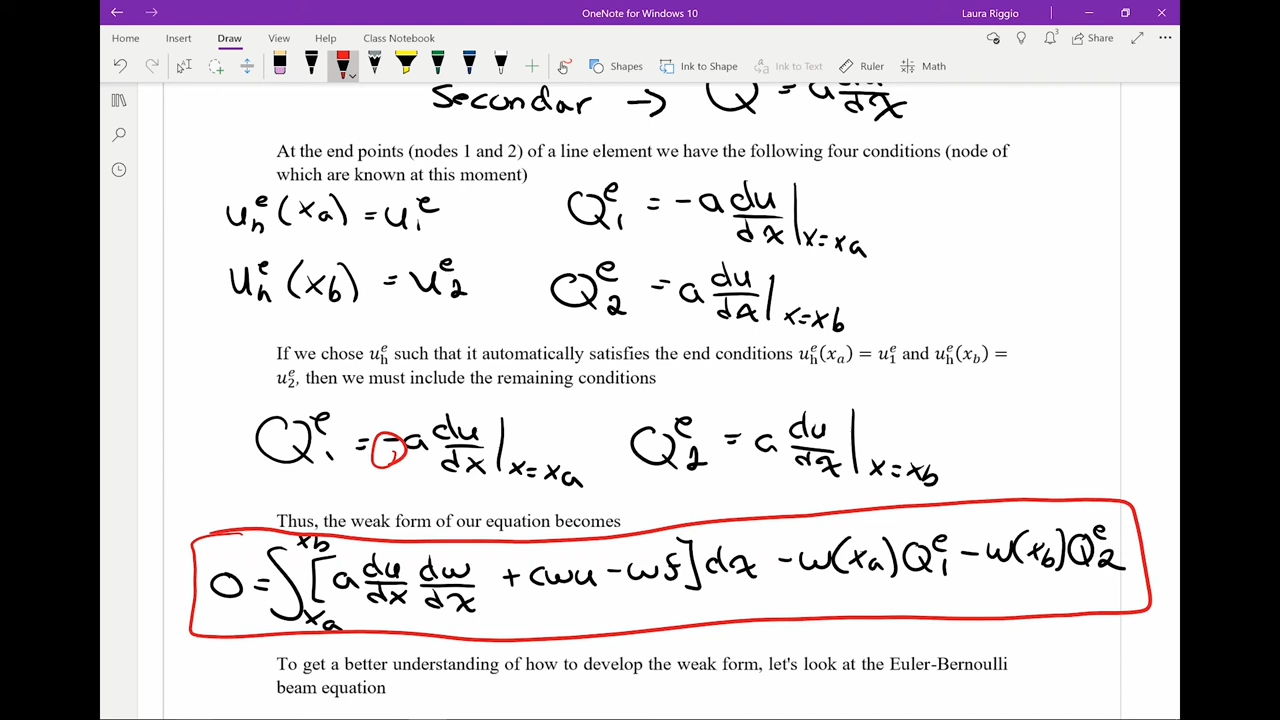 OneNote for Windows 10
Laura Riggio
Home Insert Draw View Help Class Notebook
Share
Shapes Ink to Shape Ink to Text Ruler Math
Secondar → Q = a du/dx
At the end points (nodes 1 and 2) of a line element we have the following four conditions (node of
which are known at this moment)
u_h^e(x_a) = u_1^e Q_1^e = -a du/dx |x=x_a
u_h^e(x_b) = u_2^e Q_2^e = a du/dx |x=x_b
If we chose u_h^e such that it automatically satisfies the end conditions u_h^e(x_a) = u_1^e and u_h^e(x_b) =
u_2^e, then we must include the remaining conditions
Q_1^e = -a du/dx |x=x_a Q_2^e = a du/dx |x=x_b
Thus, the weak form of our equation becomes
0 = ∫_{x_a}^{x_b} [a du/dx dw/dx + cwu - wf] dx - w(x_a)Q_1^e - w(x_b)Q_2^e
To get a better understanding of how to develop the weak form, let's look at the Euler-Bernoulli
beam equation